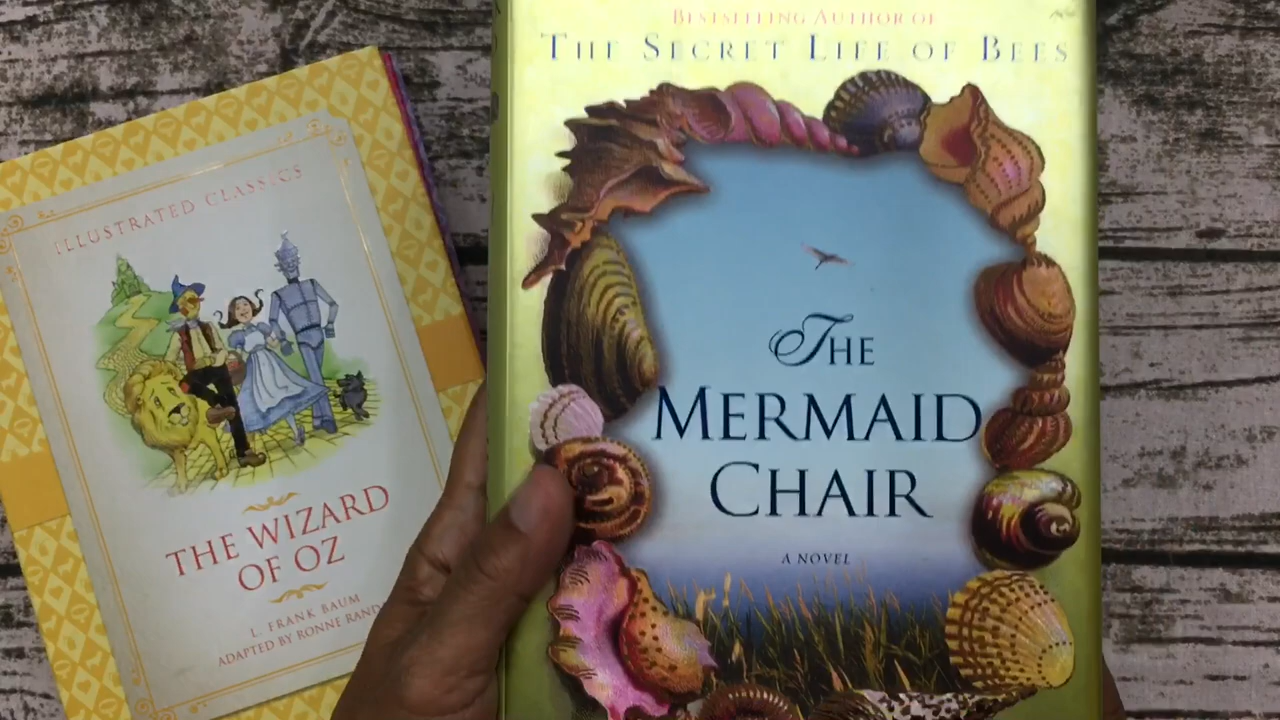 ILLUSTRATED CLASSICS
THE WIZARD
OF OZ
L. FRANK BAUM
ADAPTED BY RONNE
BESTSELLING AUTHOR OF
THE SECRET LIFE OF BEES
THE
MERMAID
CHAIR
A NOVEL